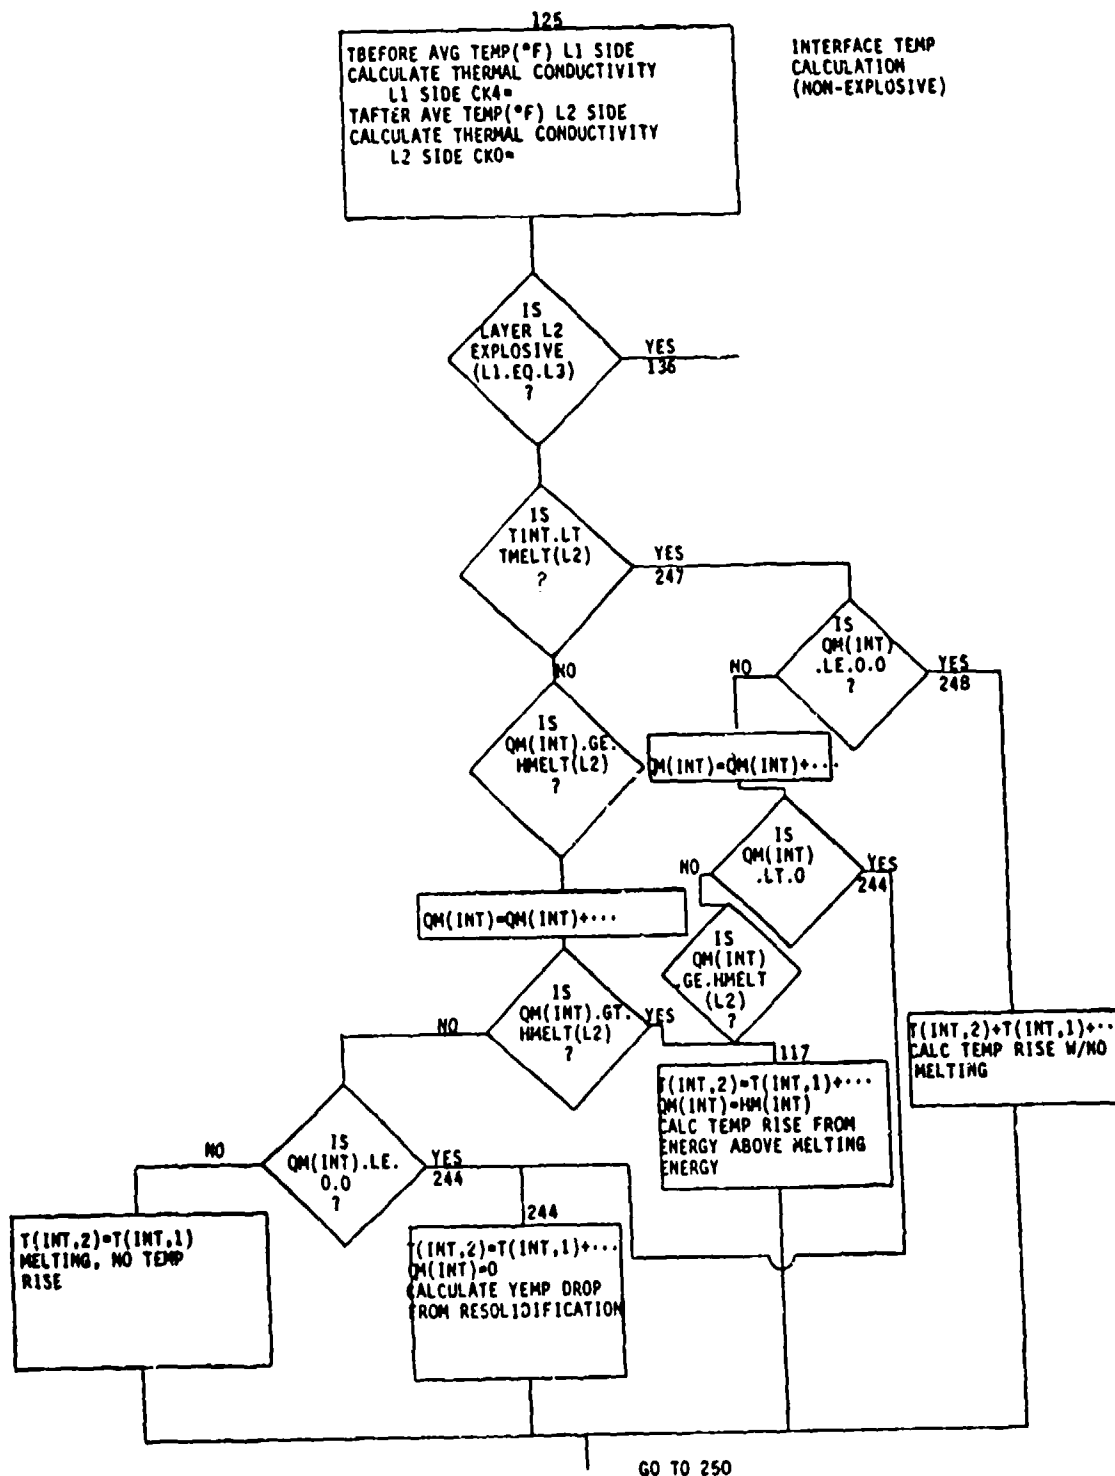 125
TBEFORE AVG TEMP(°F) L1 SIDE
CALCULATE THERMAL CONDUCTIVITY
L1 SIDE CK4=
TAFTER AVE TEMP(°F) L2 SIDE
CALCULATE THERMAL CONDUCTIVITY
L2 SIDE CK0=
INTERFACE TEMP
CALCULATION
(NON-EXPLOSIVE)
IS
LAYER L2
EXPLOSIVE
(L1.EQ.L3)
?
YES
136
IS
TINT.LT
TMELT(L2)
?
YES
247
NO
IS
QM(INT)
.LE.0.0
?
NO
YES
248
IS
QM(INT).GE.
HMELT(L2)
?
QM(INT)=QM(INT)+...
IS
QM(INT)
.LT.0
NO
YES
244
QM(INT)=QM(INT)+...
IS
QM(INT)
GE.HMELT
(L2)
?
IS
QM(INT).GT.
HMELT(L2)
?
NO
YES
T(INT,2)+T(INT,1)+...
CALC TEMP RISE W/NO
MELTING
117
T(INT,2)=T(INT,1)+...
QM(INT)=HM(INT)
CALC TEMP RISE FROM
ENERGY ABOVE MELTING
ENERGY
IS
QM(INT).LE.
0.0
?
NO
YES
244
T(INT,2)=T(INT,1)
MELTING, NO TEMP
RISE
244
T(INT,2)=T(INT,1)+...
QM(INT)=0
CALCULATE YEMP DROP
FROM RESOLIDIFICATION
GO TO 250